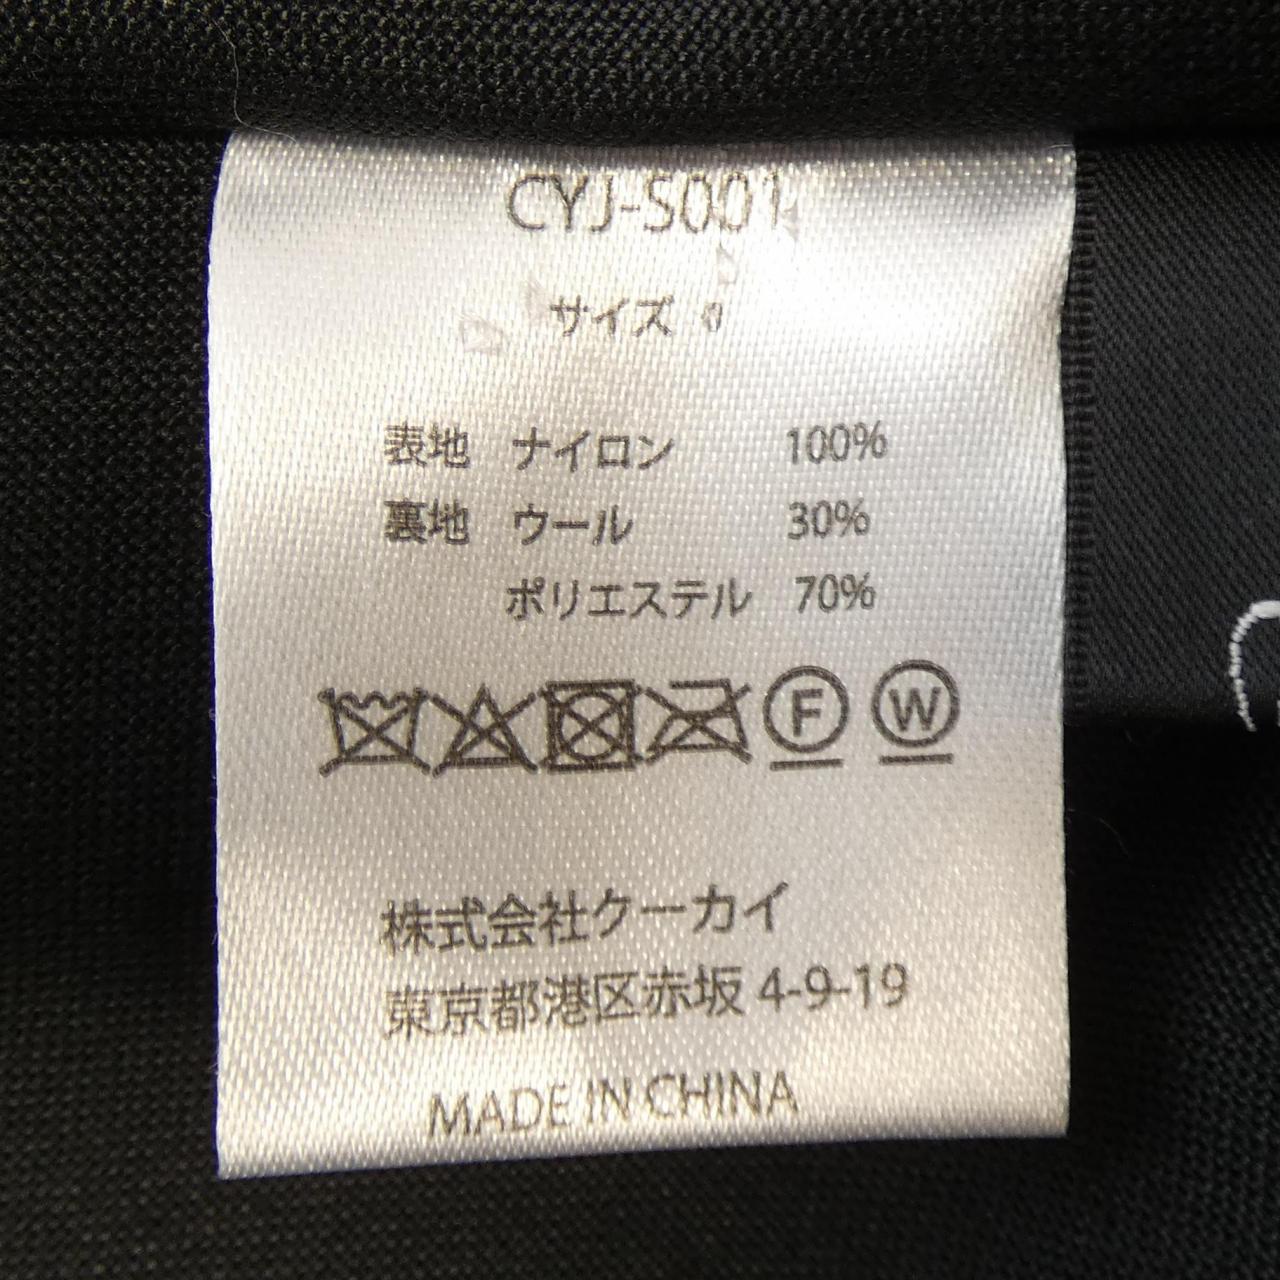 CYJ-S001
サイズ 0
表地 ナイロン 100%
裏地 ウール 30%
ポリエステル 70%
F W
株式会社ケーカイ
東京都港区赤坂 4-9-19
MADE IN CHINA